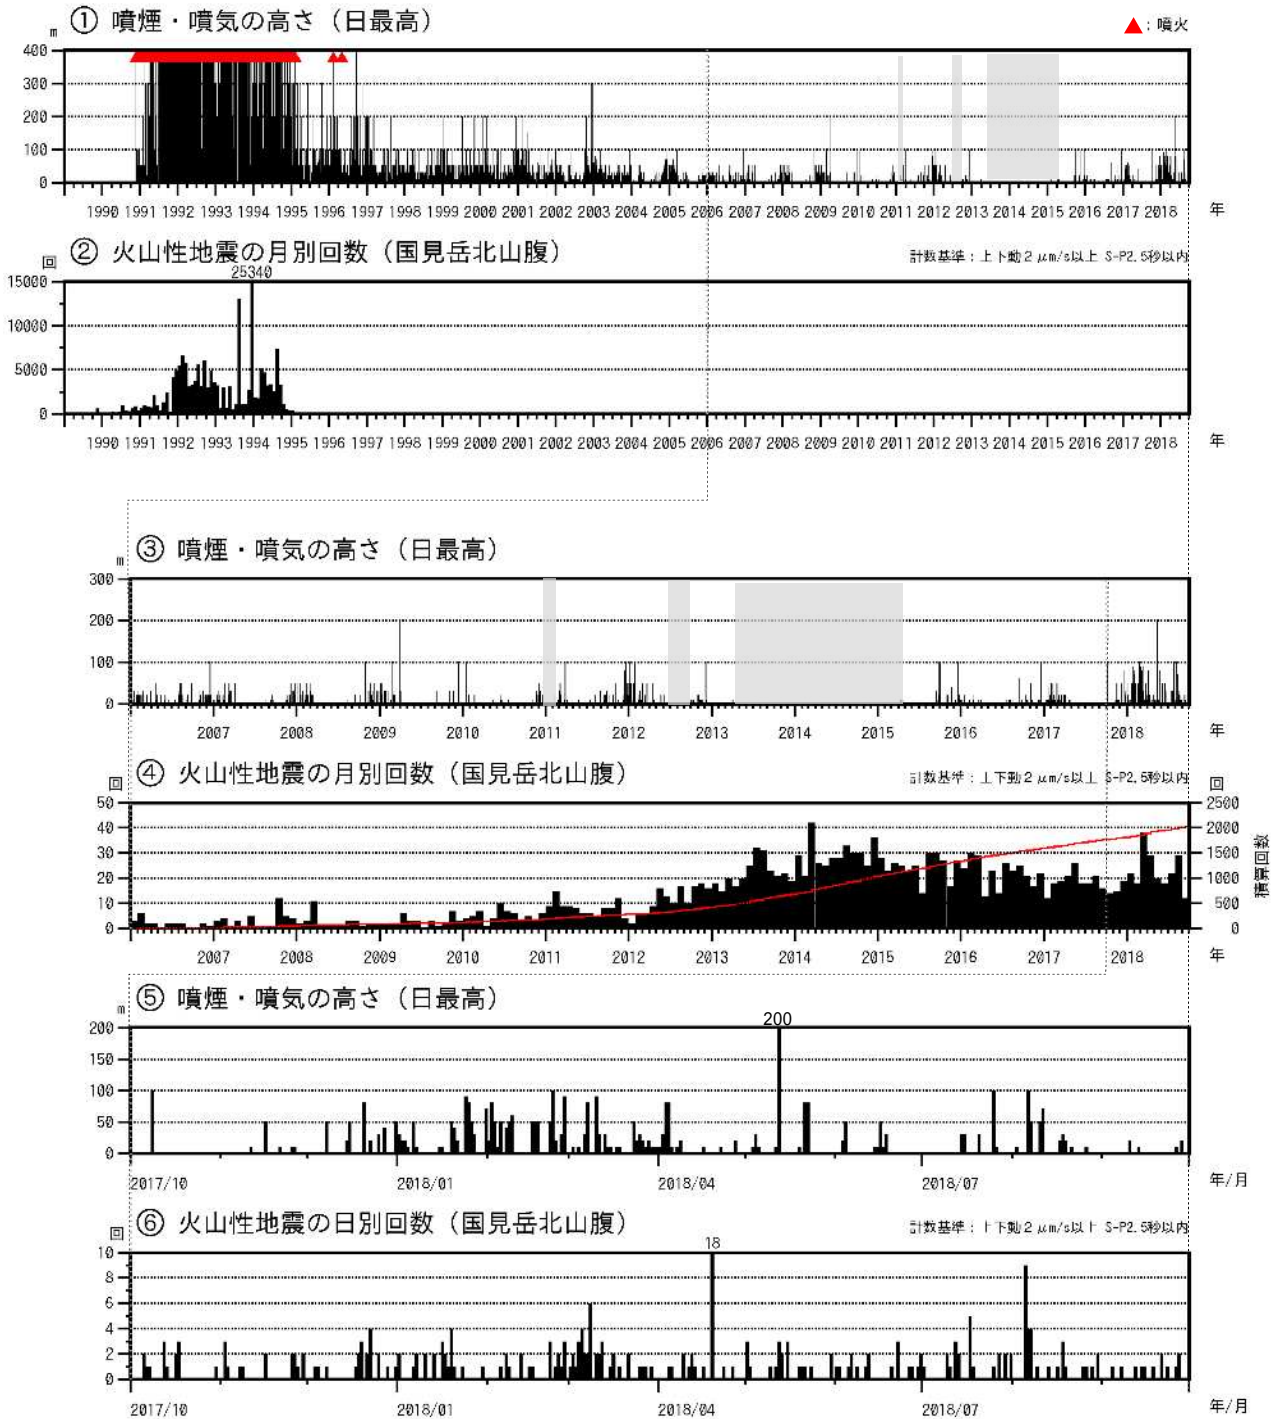 ① 噴煙・噴気の高さ（日最高）
▲：噴火
m
400
300
200
100
0
1990 1991 1992 1993 1994 1995 1996 1997 1998 1999 2000 2001 2002 2003 2004 2005 2006 2007 2008 2009 2010 2011 2012 2013 2014 2015 2016 2017 2018 年
② 火山性地震の月別回数（国見岳北山腹）
計数基準：上下動2μm/s以上 S-P2.5秒以内
回
25340
15000
10000
5000
0
1990 1991 1992 1993 1994 1995 1996 1997 1998 1999 2000 2001 2002 2003 2004 2005 2006 2007 2008 2009 2010 2011 2012 2013 2014 2015 2016 2017 2018 年
③ 噴煙・噴気の高さ（日最高）
m
300
200
100
0
2007 2008 2009 2010 2011 2012 2013 2014 2015 2016 2017 2018 年
④ 火山性地震の月別回数（国見岳北山腹）
計数基準：上下動2μm/s以上 S-P2.5秒以内
回
回
50 2500
40 2000
30 1500
20 1000
10 500
0 0
積算回数
2007 2008 2009 2010 2011 2012 2013 2014 2015 2016 2017 2018 年
⑤ 噴煙・噴気の高さ（日最高）
m
200
200
150
100
50
0
2017/10 2018/01 2018/04 2018/07 年/月
⑥ 火山性地震の日別回数（国見岳北山腹）
計数基準：上下動2μm/s以上 S-P2.5秒以内
回
18
10
8
6
4
2
0
2017/10 2018/01 2018/04 2018/07 年/月